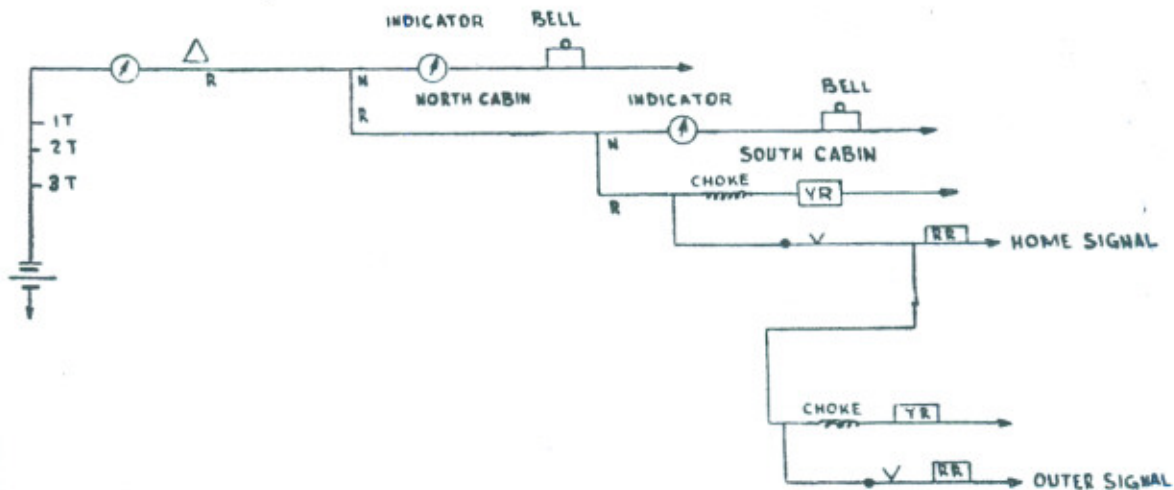 INDICATOR BELL
R N
NORTH CABIN
R
INDICATOR BELL
1T
2T
3T
N
SOUTH CABIN
CHOKE YR
R
V RR HOME SIGNAL
CHOKE YR
V RR OUTER SIGNAL